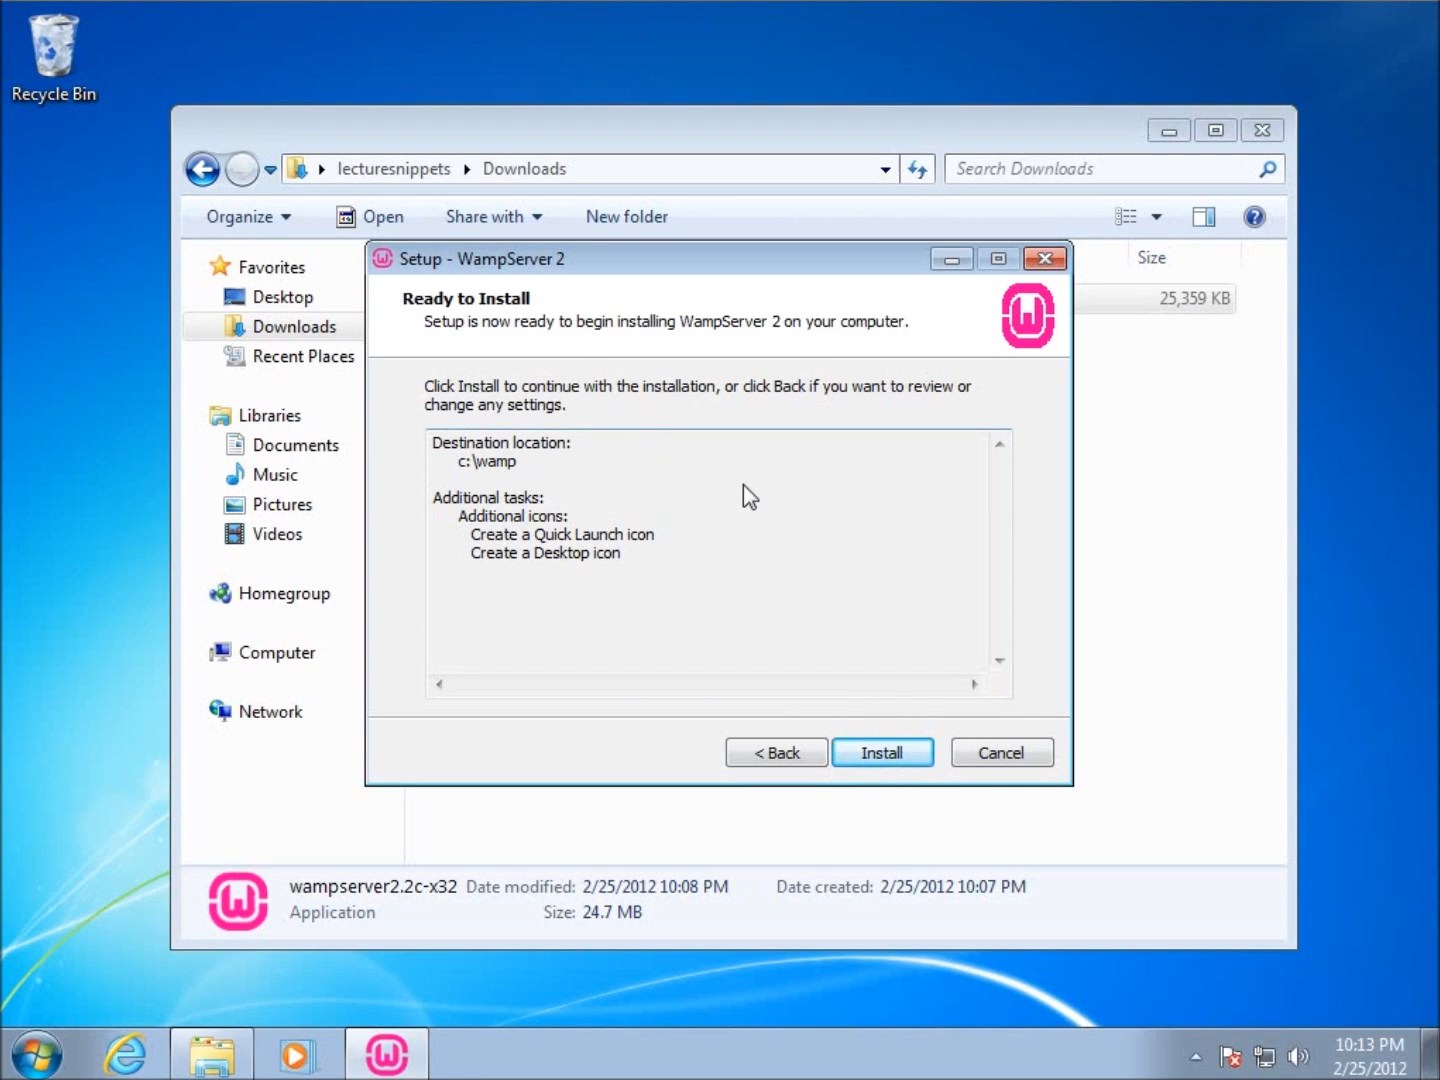 Recycle Bin
lecturesnippets Downloads
Search Downloads
Organize Open Share with New folder
Setup - WampServer 2
Size
25,359 KB
Favorites
Desktop
Downloads
Recent Places
Libraries
Documents
Music
Pictures
Videos
Homegroup
Computer
Network
Ready to Install
Setup is now ready to begin installing WampServer 2 on your computer.
Click Install to continue with the installation, or click Back if you want to review or
change any settings.
Destination location:
c:\wamp
Additional tasks:
Additional icons:
Create a Quick Launch icon
Create a Desktop icon
< Back Install Cancel
wampserver2.2c-x32 Date modified: 2/25/2012 10:08 PM Date created: 2/25/2012 10:07 PM
Application Size: 24.7 MB
10:13 PM
2/25/2012